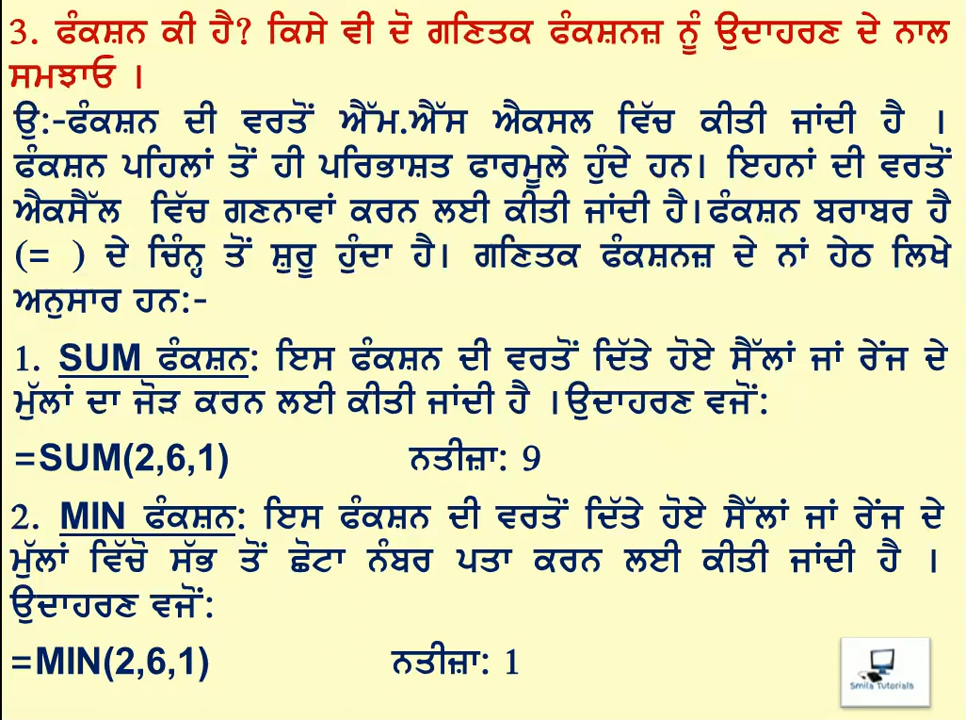 3. ਫੰਕਸ਼ਨ ਕੀ ਹੈ? ਕਿਸੇ ਵੀ ਦੋ ਗਣਿਤਕ ਫੰਕਸ਼ਨਜ਼ ਨੂੰ ਉਦਾਹਰਣ ਦੇ ਨਾਲ
ਸਮਝਾਓ ।
ਉ:-ਫੰਕਸ਼ਨ ਦੀ ਵਰਤੋਂ ਐੱਮ.ਐੱਸ ਐਕਸਲ ਵਿੱਚ ਕੀਤੀ ਜਾਂਦੀ ਹੈ ।
ਫੰਕਸ਼ਨ ਪਹਿਲਾਂ ਤੋਂ ਹੀ ਪਰਿਭਾਸ਼ਤ ਫਾਰਮੂਲੇ ਹੁੰਦੇ ਹਨ। ਇਹਨਾਂ ਦੀ ਵਰਤੋਂ
ਐਕਸੈੱਲ ਵਿੱਚ ਗਣਨਾਵਾਂ ਕਰਨ ਲਈ ਕੀਤੀ ਜਾਂਦੀ ਹੈ।ਫੰਕਸ਼ਨ ਬਰਾਬਰ ਹੈ
(= ) ਦੇ ਚਿੰਨ੍ਹ ਤੋਂ ਸ਼ੁਰੂ ਹੁੰਦਾ ਹੈ। ਗਣਿਤਕ ਫੰਕਸ਼ਨਜ਼ ਦੇ ਨਾਂ ਹੇਠ ਲਿਖੇ
ਅਨੁਸਾਰ ਹਨ:-
1. SUM ਫੰਕਸ਼ਨ: ਇਸ ਫੰਕਸ਼ਨ ਦੀ ਵਰਤੋਂ ਦਿੱਤੇ ਹੋਏ ਸੈੱਲਾਂ ਜਾਂ ਰੇਂਜ ਦੇ
ਮੁੱਲਾਂ ਦਾ ਜੋੜ ਕਰਨ ਲਈ ਕੀਤੀ ਜਾਂਦੀ ਹੈ ।ਉਦਾਹਰਣ ਵਜੋਂ:
=SUM(2,6,1) ਨਤੀਜ਼ਾ: 9
2. MIN ਫੰਕਸ਼ਨ: ਇਸ ਫੰਕਸ਼ਨ ਦੀ ਵਰਤੋਂ ਦਿੱਤੇ ਹੋਏ ਸੈੱਲਾਂ ਜਾਂ ਰੇਂਜ ਦੇ
ਮੁੱਲਾਂ ਵਿੱਚੋ ਸੱਭ ਤੋਂ ਛੋਟਾ ਨੰਬਰ ਪਤਾ ਕਰਨ ਲਈ ਕੀਤੀ ਜਾਂਦੀ ਹੈ ।
ਉਦਾਹਰਣ ਵਜੋਂ:
=MIN(2,6,1) ਨਤੀਜ਼ਾ: 1
Smita Tutorials